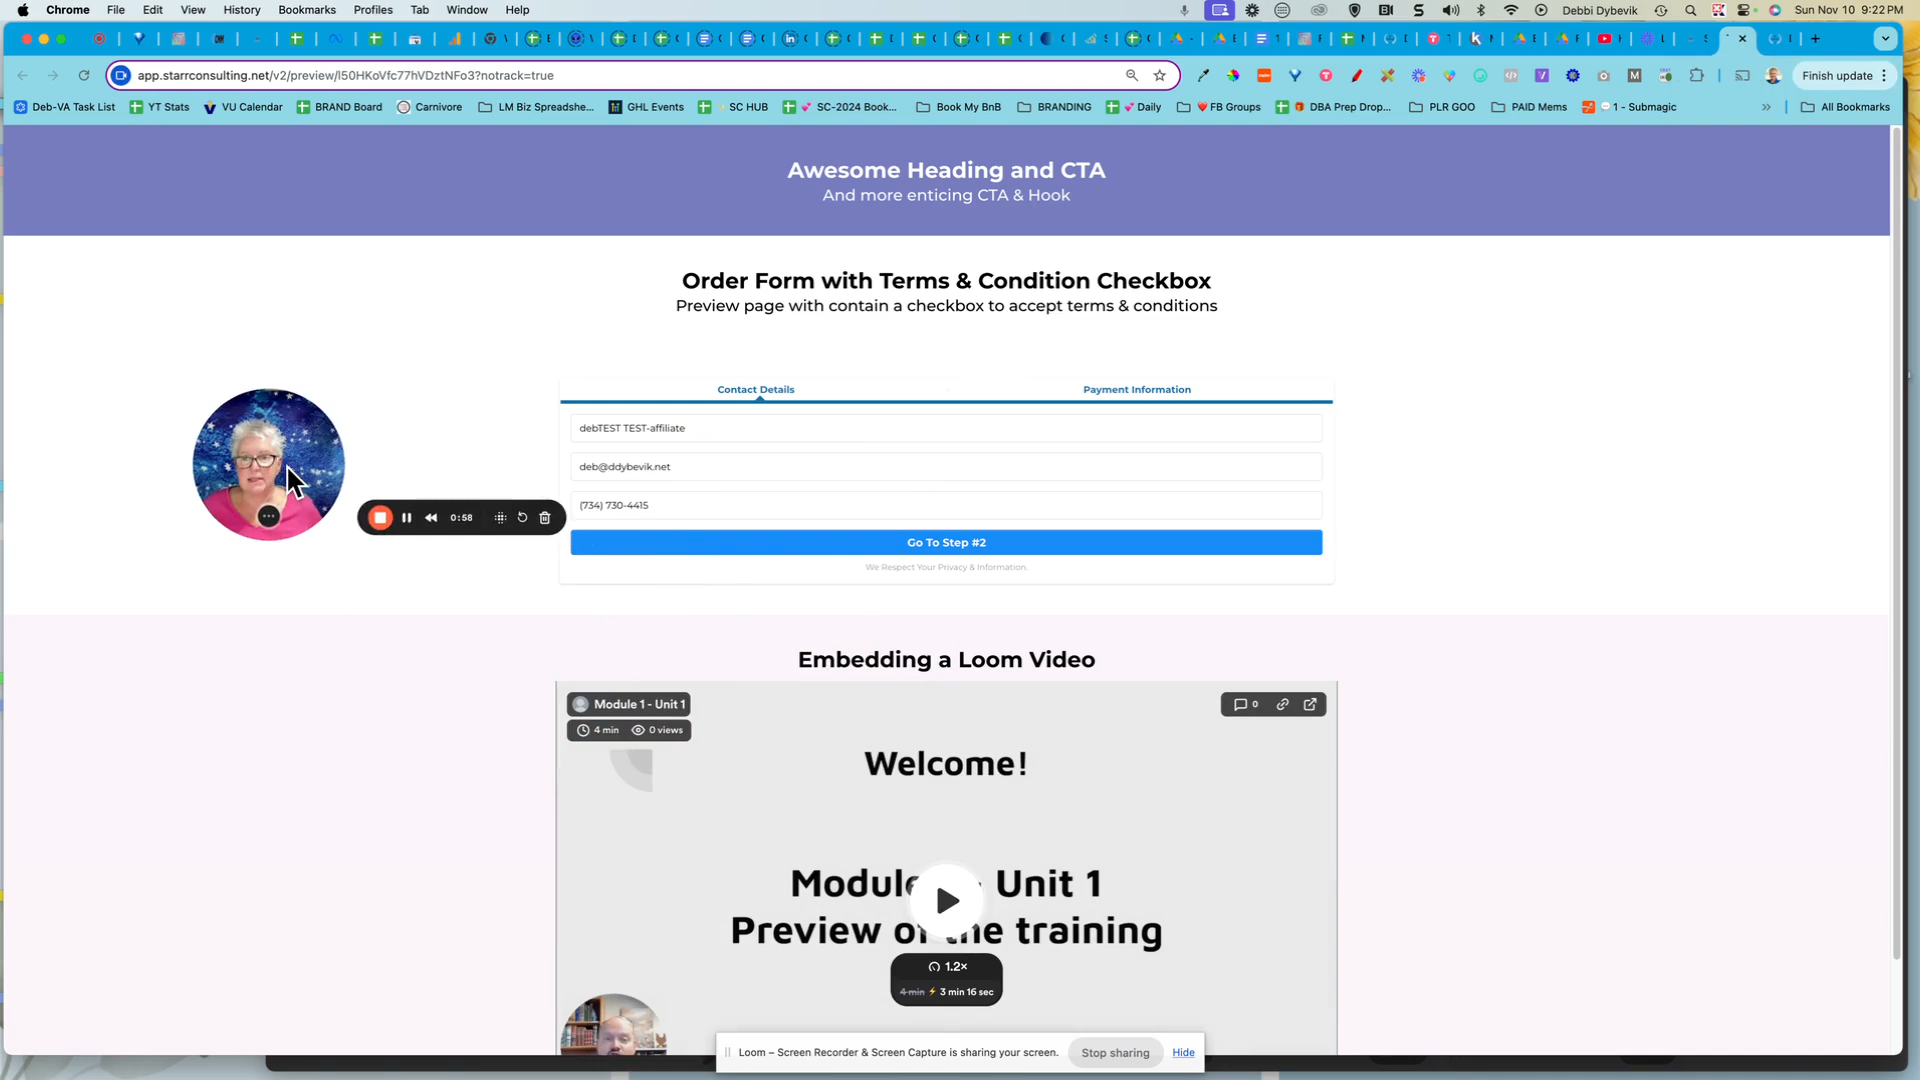 Chrome File Edit View History Bookmarks Profiles Tab Window Help
Debbi Dybevik Sun Nov 10 9:22 PM
app.starrconsulting.net/v2/preview/I50HKoVfc77hVDztNFo3?notrack=true
Finish update
Deb-VA Task List YT Stats VU Calendar BRAND Board Carnivore LM Biz Spreadshe... GHL Events SC HUB SC-2024 Book... Book My BnB BRANDING Daily FB Groups DBA Prep Drop... PLR GOO PAID Mems 1 - Submagic » All Bookmarks
Awesome Heading and CTA
And more enticing CTA & Hook
Order Form with Terms & Condition Checkbox
Preview page with contain a checkbox to accept terms & conditions
Contact Details Payment Information
debTEST TEST-affiliate
deb@ddybevik.net
(734) 730-4415
0:58
Go To Step #2
We Respect Your Privacy & Information.
Embedding a Loom Video
Module 1 - Unit 1
0
4 min 0 views
Welcome!
Unit 1
Preview of the training
1.2×
4 min ⚡ 3 min 16 sec
Loom – Screen Recorder & Screen Capture is sharing your screen. Stop sharing Hide